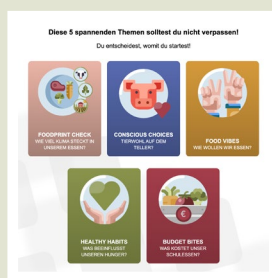 Diese 5 spannenden Themen solltest du nicht verpassen!
Du entscheidest, womit du startest!
FOODPRINT CHECK
WIE VIEL KLIMA STECKT IN
UNSEREM ESSEN?
CONSCIOUS CHOICES
TIERWOHL AUF DEM
TELLER?
FOOD VIBES
WIE WOLLEN WIR ESSEN?
HEALTHY HABITS
WAS BEEINFLUSST
UNSEREN HUNGER?
BUDGET BITES
WAS KOSTET UNSER
SCHULESSEN?
€